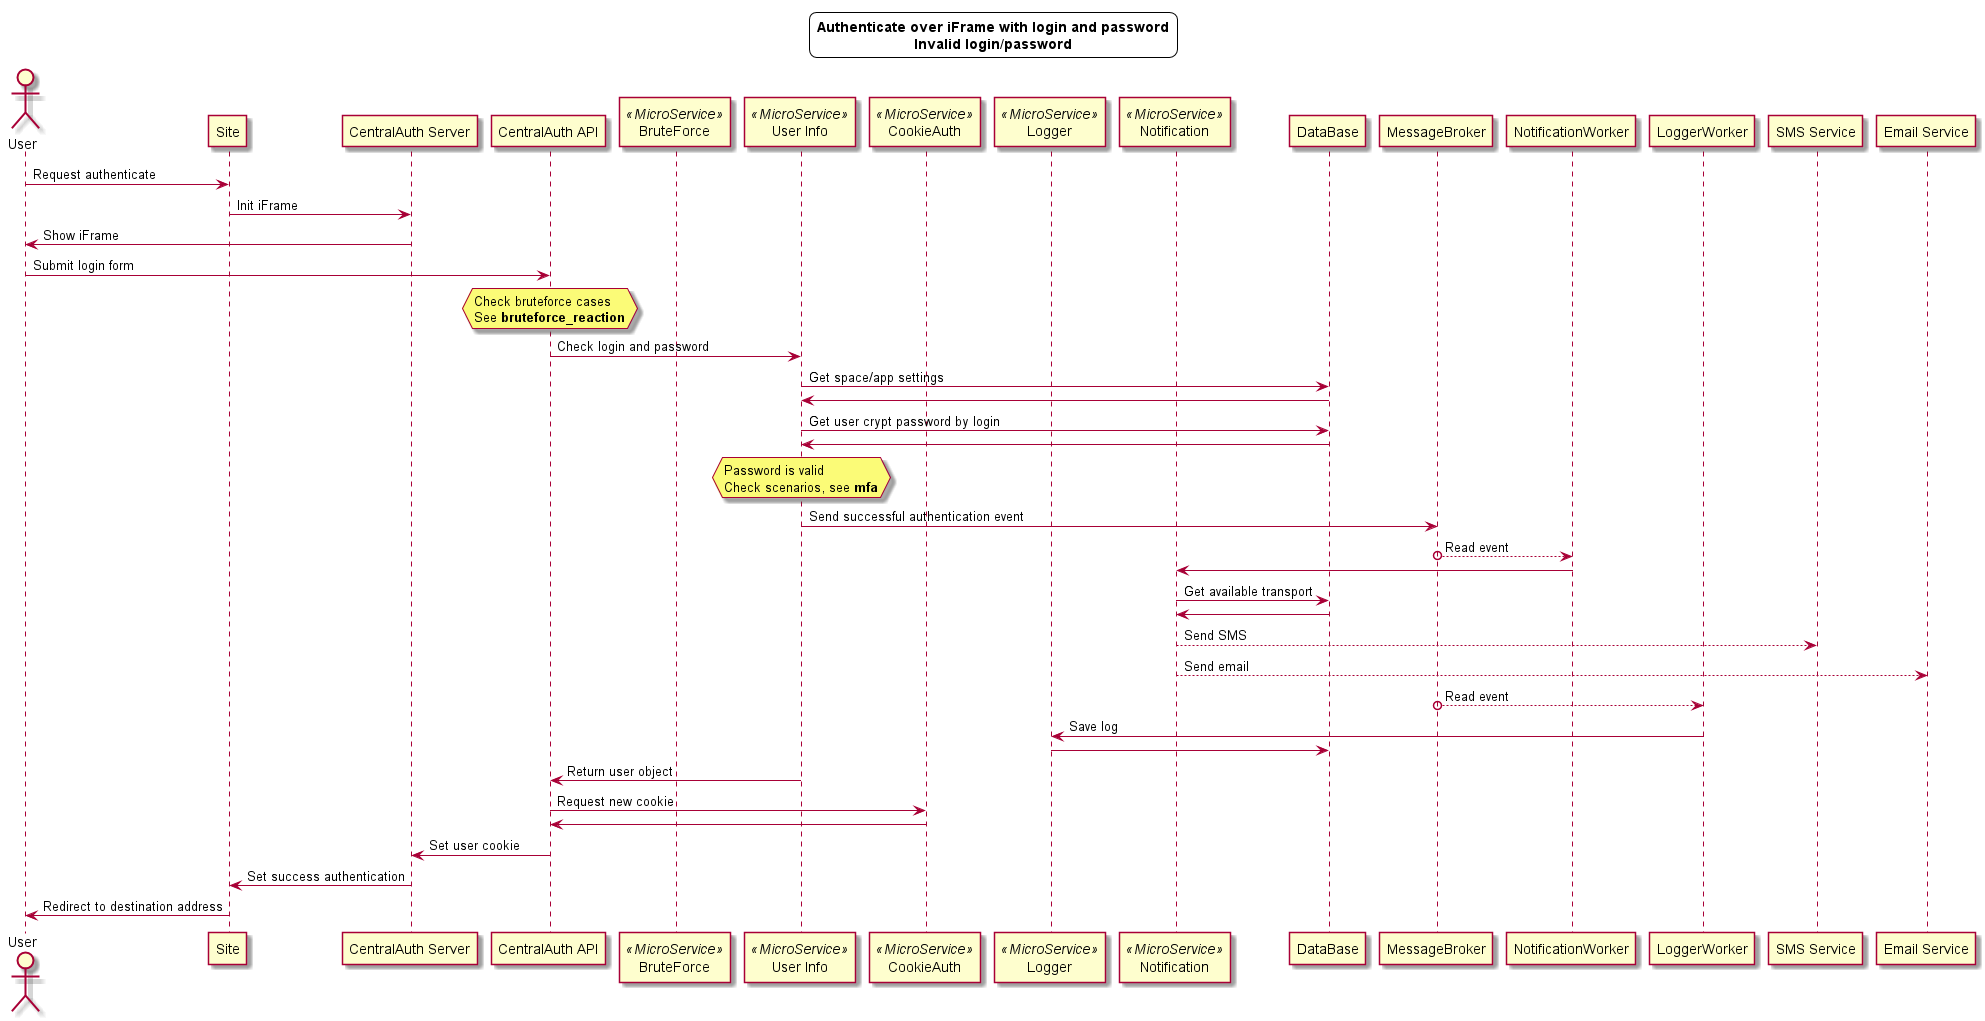 Authenticate over iFrame with login and password
Invalid login/password
User
Site
CentralAuth Server
CentralAuth API
« MicroService »
BruteForce
« MicroService »
User Info
« MicroService »
CookieAuth
« MicroService »
Logger
« MicroService »
Notification
DataBase
MessageBroker
NotificationWorker
LoggerWorker
SMS Service
Email Service
Request authenticate
Init iFrame
Show iFrame
Submit login form
Check bruteforce cases
See bruteforce_reaction
Check login and password
Get space/app settings
Get user crypt password by login
Password is valid
Check scenarios, see mfa
Send successful authentication event
Read event
Get available transport
Send SMS
Send email
Read event
Save log
Return user object
Request new cookie
Set user cookie
Set success authentication
Redirect to destination address
User
Site
CentralAuth Server
CentralAuth API
« MicroService »
BruteForce
« MicroService »
User Info
« MicroService »
CookieAuth
« MicroService »
Logger
« MicroService »
Notification
DataBase
MessageBroker
NotificationWorker
LoggerWorker
SMS Service
Email Service